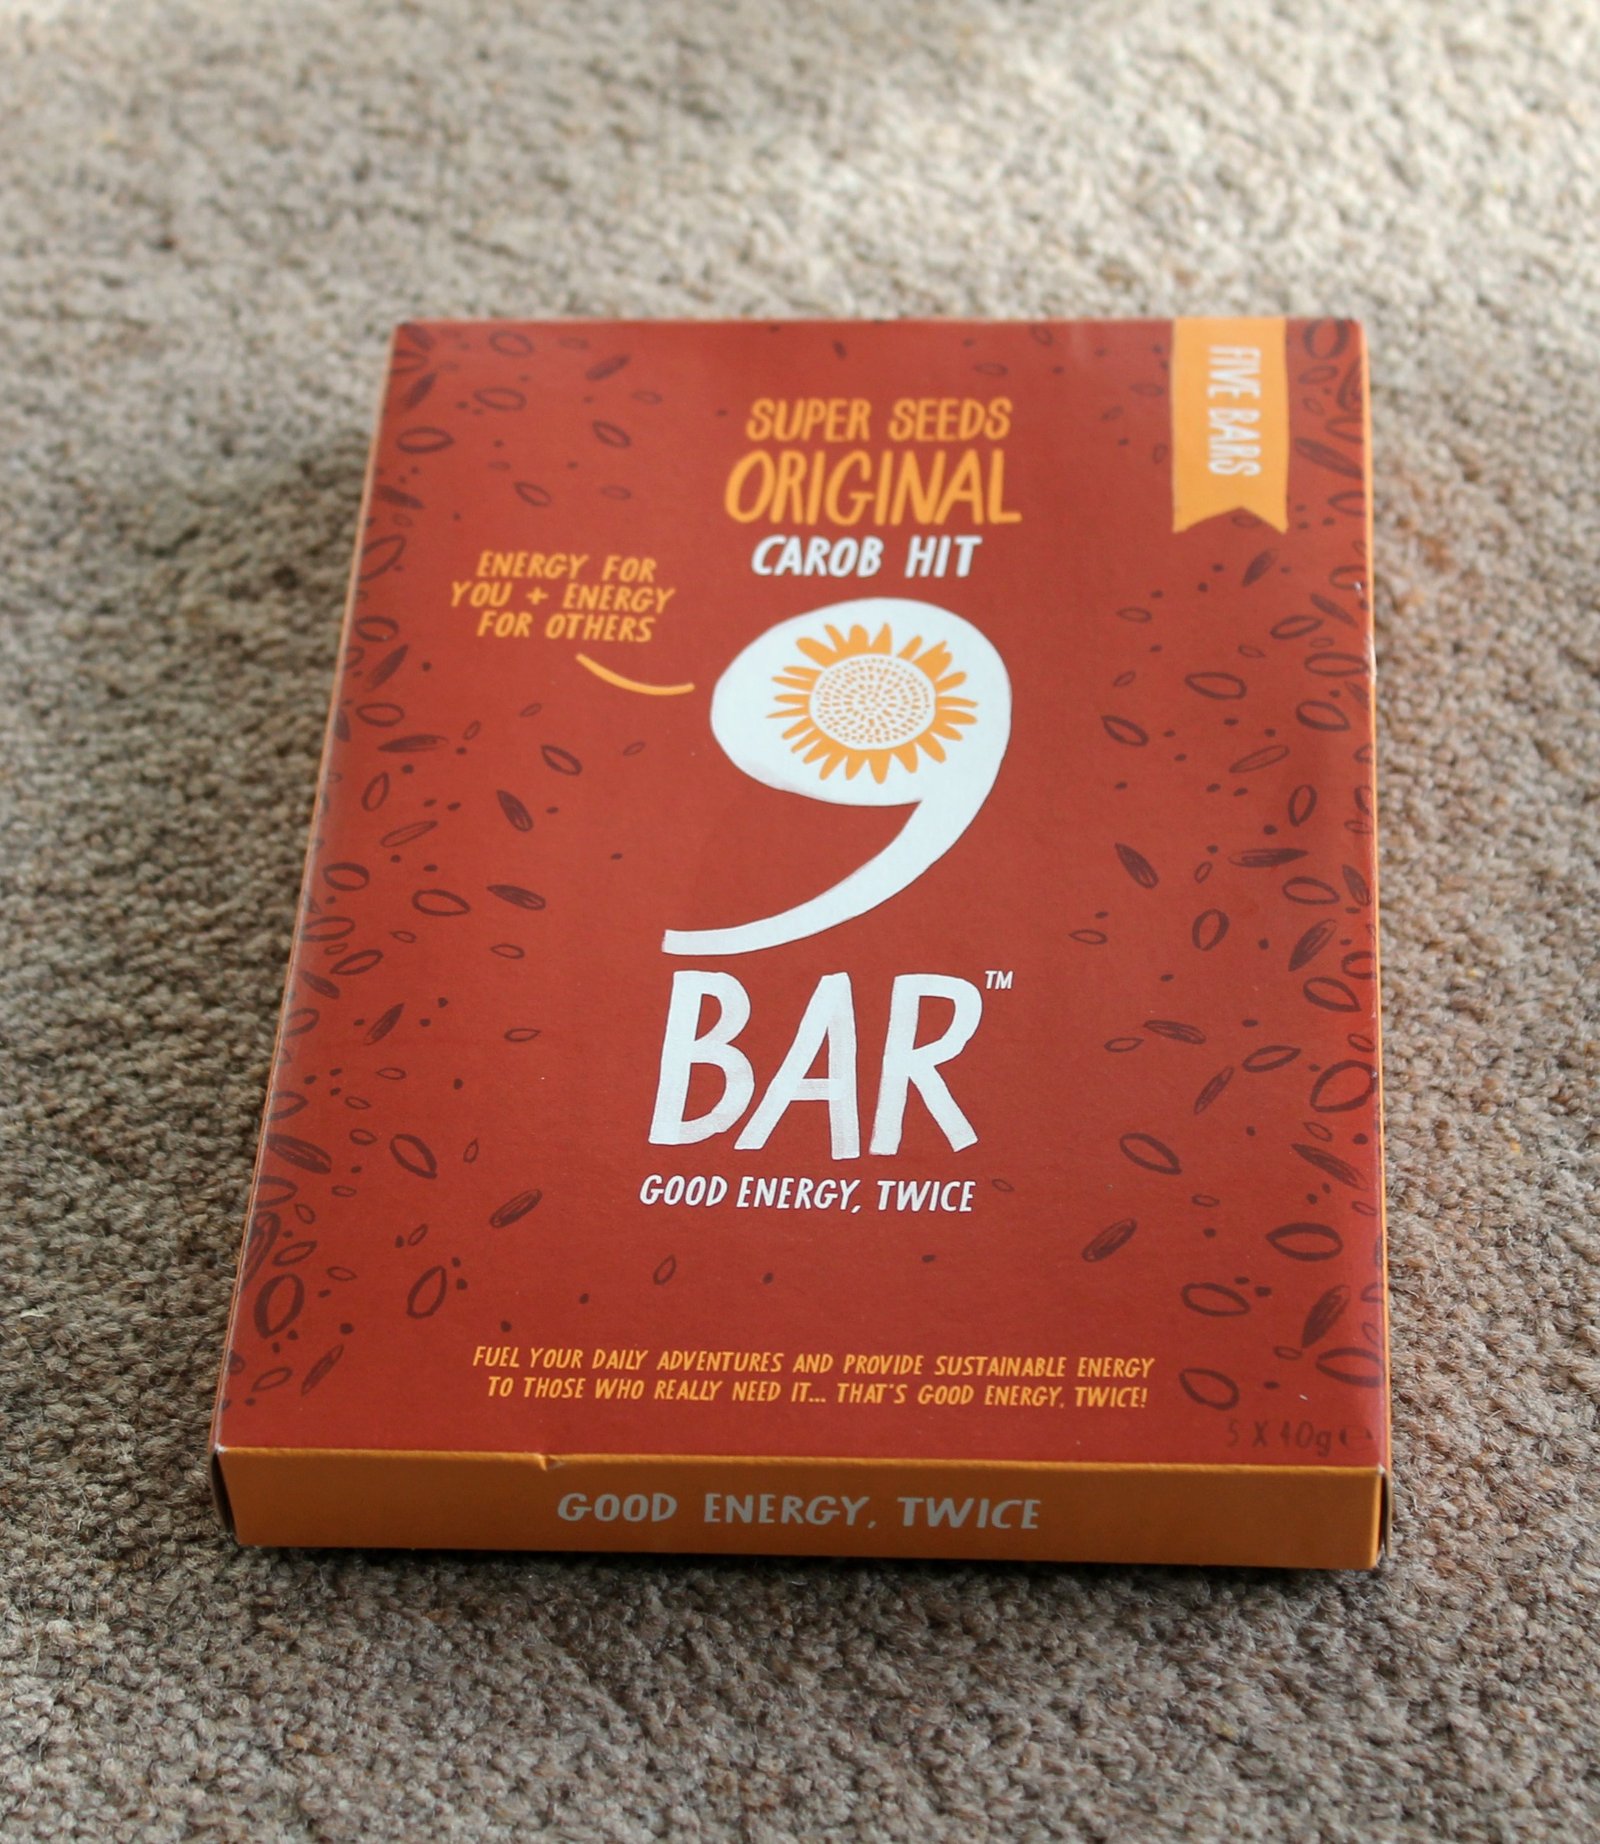 FIVE BARS
SUPER SEEDS
ORIGINAL
CAROB HIT
ENERGY FOR
YOU + ENERGY
FOR OTHERS
9
BAR™
GOOD ENERGY, TWICE
FUEL YOUR DAILY ADVENTURES AND PROVIDE SUSTAINABLE ENERGY
TO THOSE WHO REALLY NEED IT... THAT'S GOOD ENERGY, TWICE!
5 X 40g ℮
GOOD ENERGY, TWICE